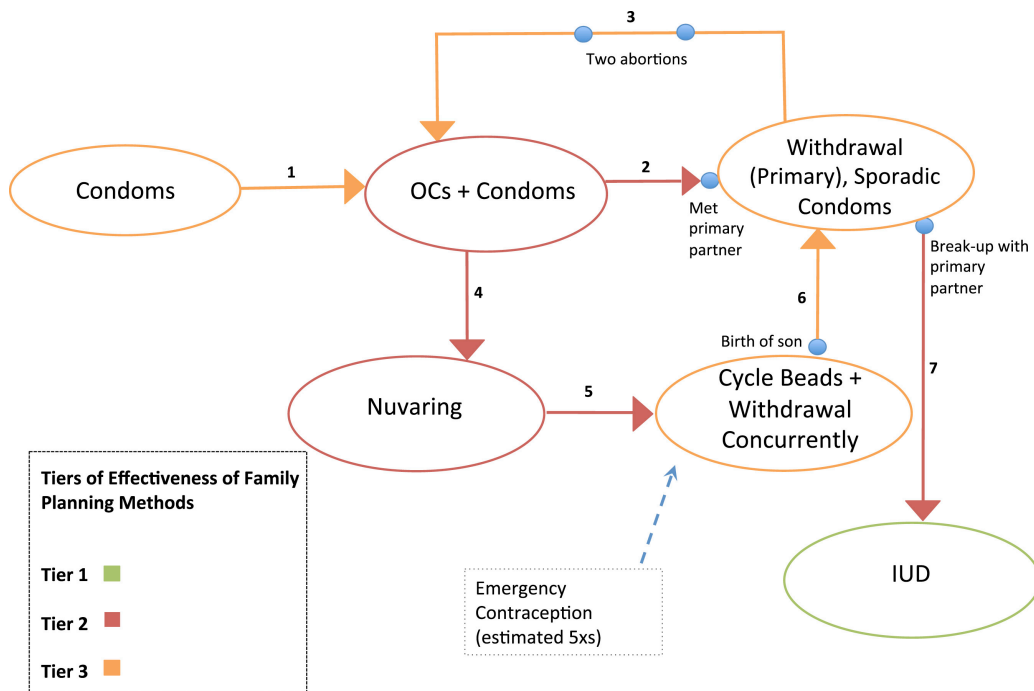 3
Two abortions
Condoms
1
OCs + Condoms
2
Met
primary
partner
Withdrawal
(Primary), Sporadic
Condoms
Break-up with
primary
partner
4
6
7
Birth of son
Nuvaring
5
Cycle Beads +
Withdrawal
Concurrently
Tiers of Effectiveness of Family
Planning Methods
Tier 1
Tier 2
Tier 3
Emergency
Contraception
(estimated 5xs)
IUD